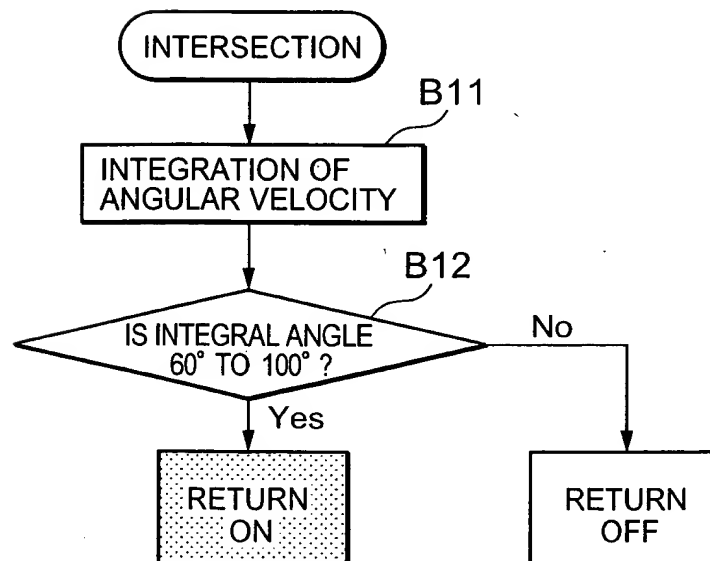 INTERSECTION
B11
INTEGRATION OF
ANGULAR VELOCITY
B12
IS INTEGRAL ANGLE
60° TO 100° ?
No
Yes
RETURN
ON
RETURN
OFF